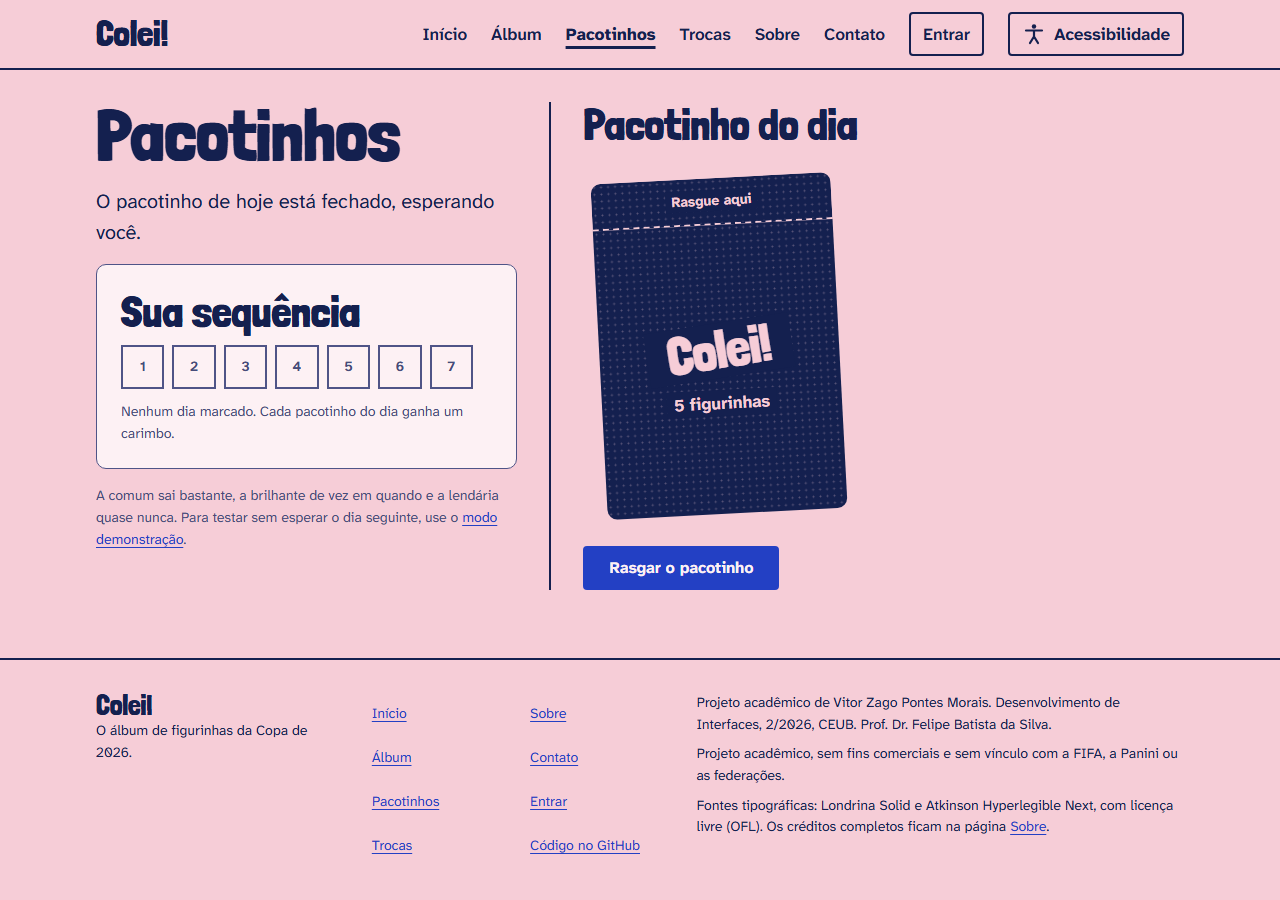 Colei!
Início
Álbum
Pacotinhos
Trocas
Sobre
Contato
Entrar
Acessibilidade
Pacotinhos
O pacotinho de hoje está fechado, esperando
você.
Sua sequência
1 2 3 4 5 6 7
Nenhum dia marcado. Cada pacotinho do dia ganha um
carimbo.
A comum sai bastante, a brilhante de vez em quando e a lendária
quase nunca. Para testar sem esperar o dia seguinte, use o modo
demonstração.
Pacotinho do dia
Rasgue aqui
Colei!
5 figurinhas
Rasgar o pacotinho
Colei!
O álbum de figurinhas da Copa de
2026.
Início
Álbum
Pacotinhos
Trocas
Sobre
Contato
Entrar
Código no GitHub
Projeto acadêmico de Vitor Zago Pontes Morais. Desenvolvimento de
Interfaces, 2/2026, CEUB. Prof. Dr. Felipe Batista da Silva.
Projeto acadêmico, sem fins comerciais e sem vínculo com a FIFA, a Panini ou
as federações.
Fontes tipográficas: Londrina Solid e Atkinson Hyperlegible Next, com licença
livre (OFL). Os créditos completos ficam na página Sobre.